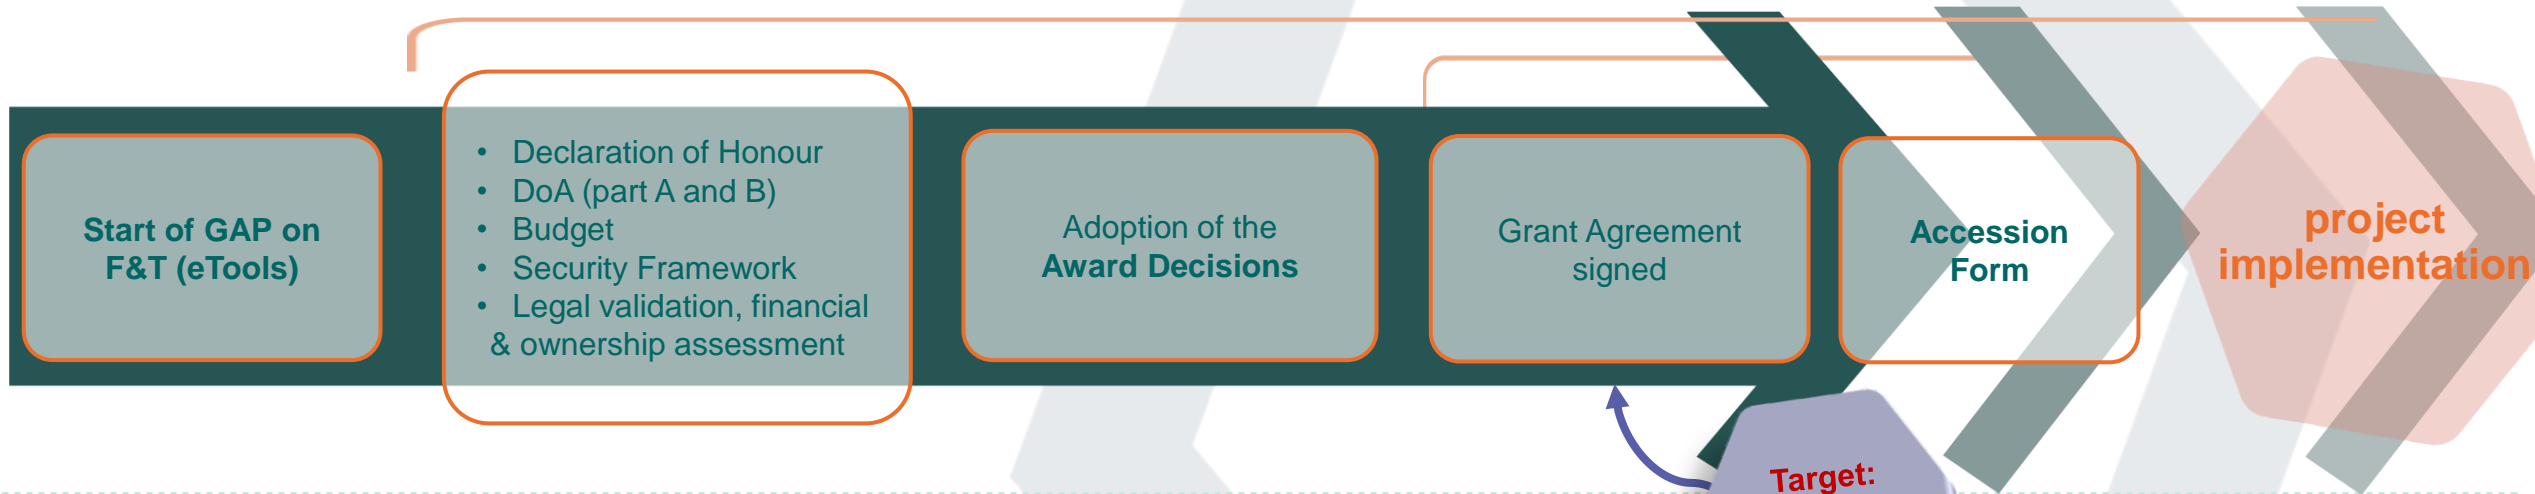 Start of GAP on
F&T (eTools)
• Declaration of Honour
• DoA (part A and B)
• Budget
• Security Framework
• Legal validation, financial
& ownership assessment
Adoption of the
Award Decisions
Grant Agreement
signed
Accession
Form
project
implementation
Target: